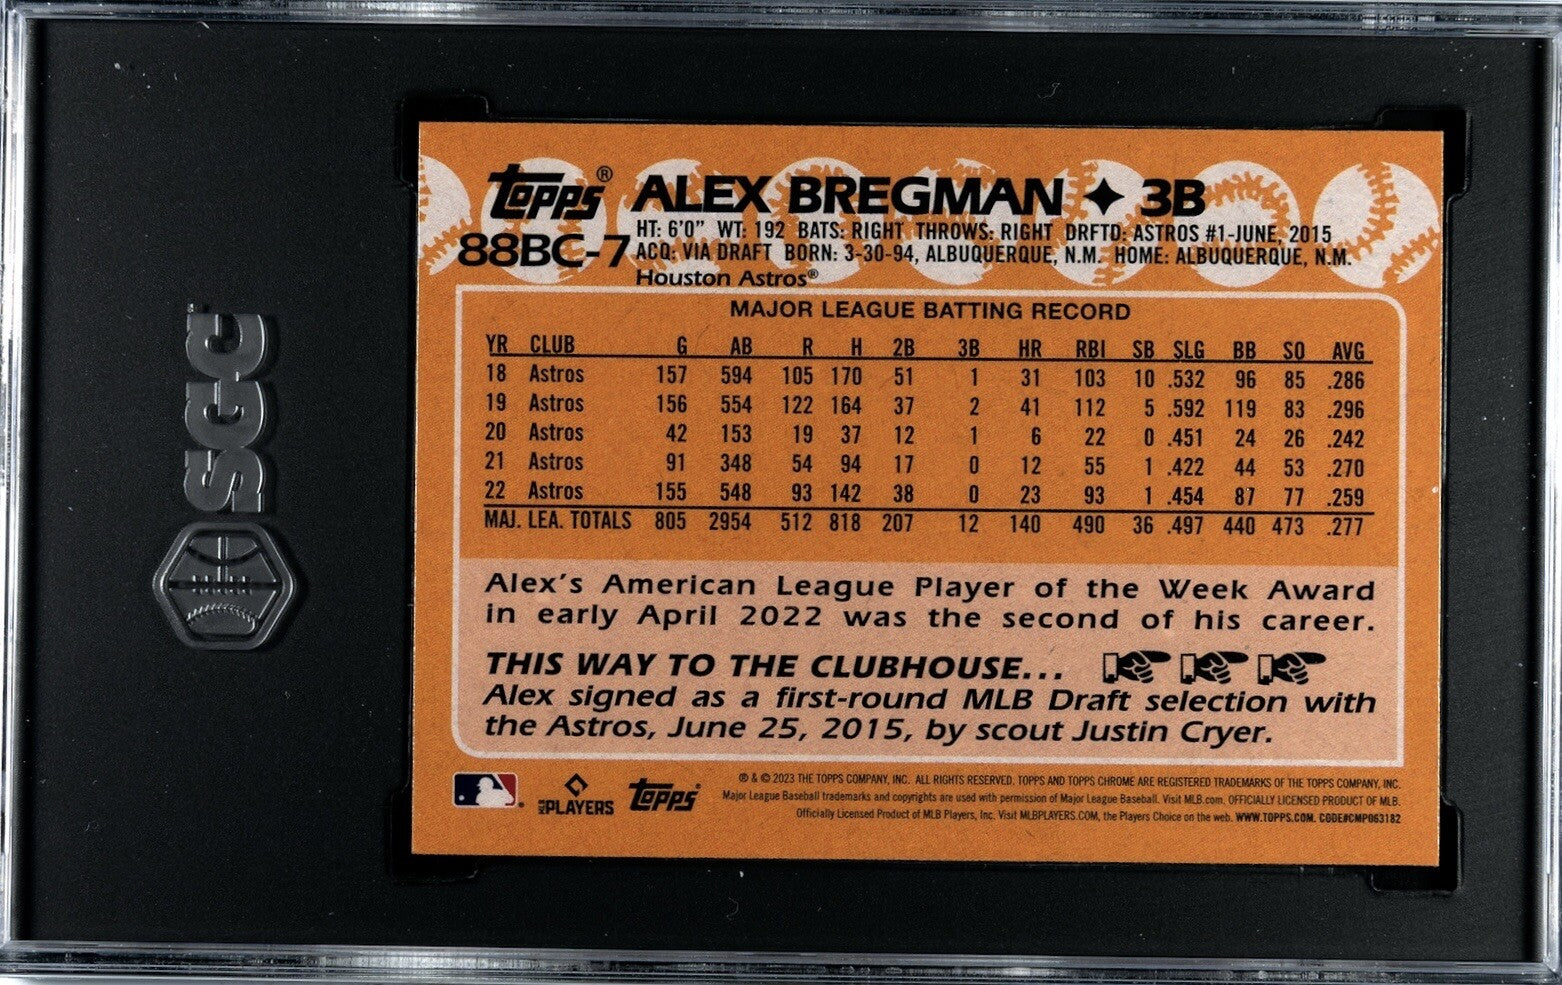 SGC
Topps® ALEX BREGMAN ✦ 3B
88BC-7 HT: 6'0" WT: 192 BATS: RIGHT THROWS: RIGHT DRFTD: ASTROS #1-JUNE, 2015
ACQ: VIA DRAFT BORN: 3-30-94, ALBUQUERQUE, N.M. HOME: ALBUQUERQUE, N.M.
Houston Astros®
MAJOR LEAGUE BATTING RECORD
YR CLUB G AB R H 2B 3B HR RBI SB SLG BB SO AVG
18 Astros 157 594 105 170 51 1 31 103 10 .532 96 85 .286
19 Astros 156 554 122 164 37 2 41 112 5 .592 119 83 .296
20 Astros 42 153 19 37 12 1 6 22 0 .451 24 26 .242
21 Astros 91 348 54 94 17 0 12 55 1 .422 44 53 .270
22 Astros 155 548 93 142 38 0 23 93 1 .454 87 77 .259
MAJ. LEA. TOTALS 805 2954 512 818 207 12 140 490 36 .497 440 473 .277
Alex's American League Player of the Week Award
in early April 2022 was the second of his career.
THIS WAY TO THE CLUBHOUSE...
Alex signed as a first-round MLB Draft selection with
the Astros, June 25, 2015, by scout Justin Cryer.
MLB PLAYERS Topps®
® & © 2023 THE TOPPS COMPANY, INC. ALL RIGHTS RESERVED. TOPPS AND TOPPS CHROME ARE REGISTERED TRADEMARKS OF THE TOPPS COMPANY, INC.
Major League Baseball trademarks and copyrights are used with permission of Major League Baseball. Visit MLB.com. OFFICIALLY LICENSED PRODUCT OF MLB.
Officially Licensed Product of MLB Players, Inc. Visit MLBPLAYERS.COM, the Players Choice on the web. WWW.TOPPS.COM. CODE#CMP063182